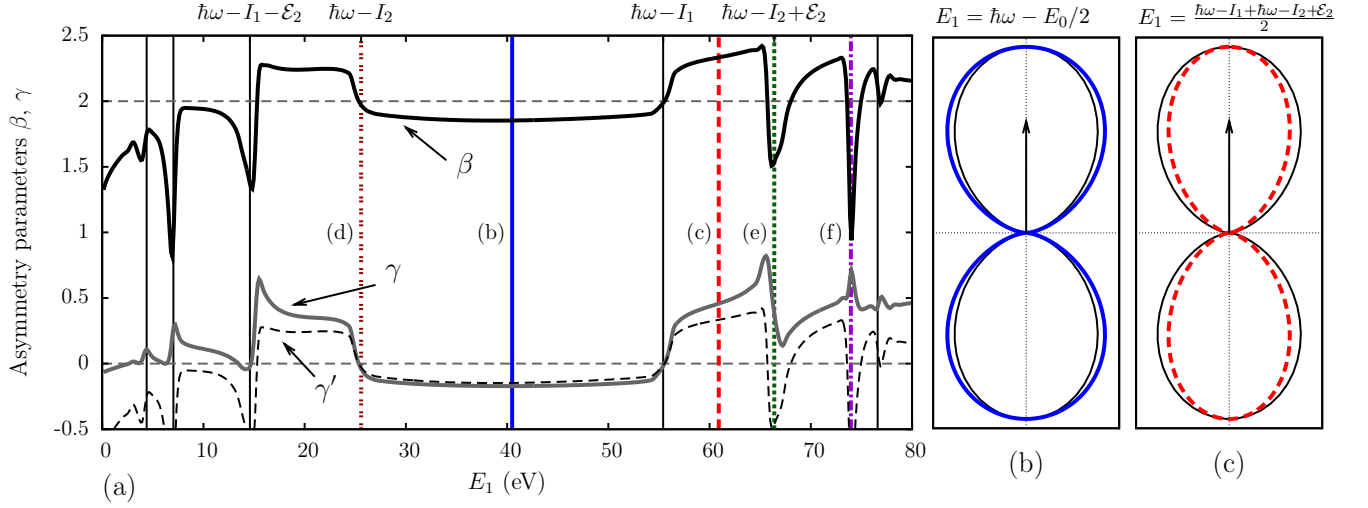 ℏω−I₁−ℰ₂ ℏω−I₂ ℏω−I₁ ℏω−I₂+ℰ₂
E₁ = ℏω − E₀/2
E₁ = (ℏω−I₁+ℏω−I₂+ℰ₂)/2
Asymmetry parameters β, γ
2.5
2
1.5
1
0.5
0
-0.5
β
(d) (b) (c) (e) (f)
γ
γ′
0 10 20 30 40 50 60 70 80
E₁ (eV)
(a)
(b)
(c)